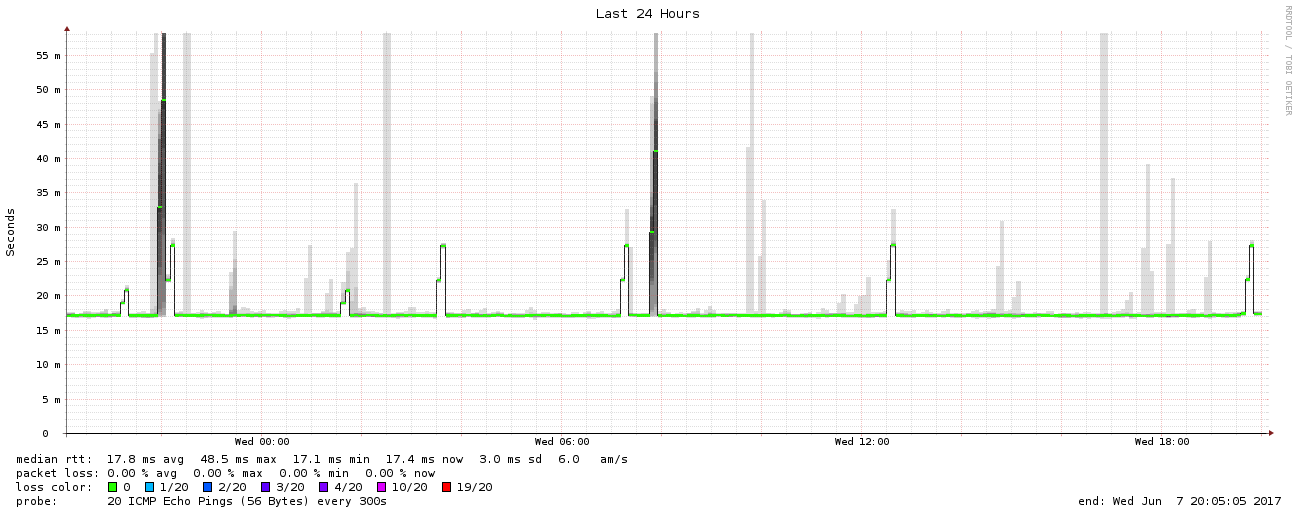 Last 24 Hours
RRDTOOL / TOBI OETIKER
Seconds
55 m
50 m
45 m
40 m
35 m
30 m
25 m
20 m
15 m
10 m
5 m
0
Wed 00:00 Wed 06:00 Wed 12:00 Wed 18:00
median rtt: 17.8 ms avg 48.5 ms max 17.1 ms min 17.4 ms now 3.0 ms sd 6.0 am/s
packet loss: 0.00 % avg 0.00 % max 0.00 % min 0.00 % now
loss color: 0 1/20 2/20 3/20 4/20 10/20 19/20
probe: 20 ICMP Echo Pings (56 Bytes) every 300s end: Wed Jun 7 20:05:05 2017